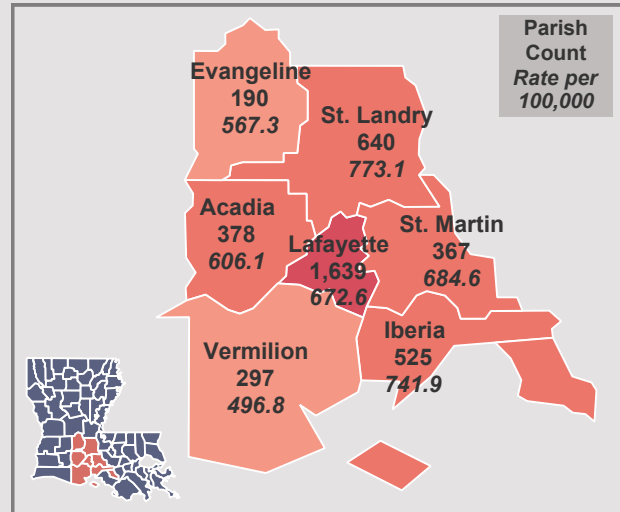 Parish
Count
Rate per
100,000
Evangeline
190
567.3
St. Landry
640
773.1
Acadia
378
606.1
Lafayette
1,639
672.6
St. Martin
367
684.6
Vermilion
297
496.8
Iberia
525
741.9